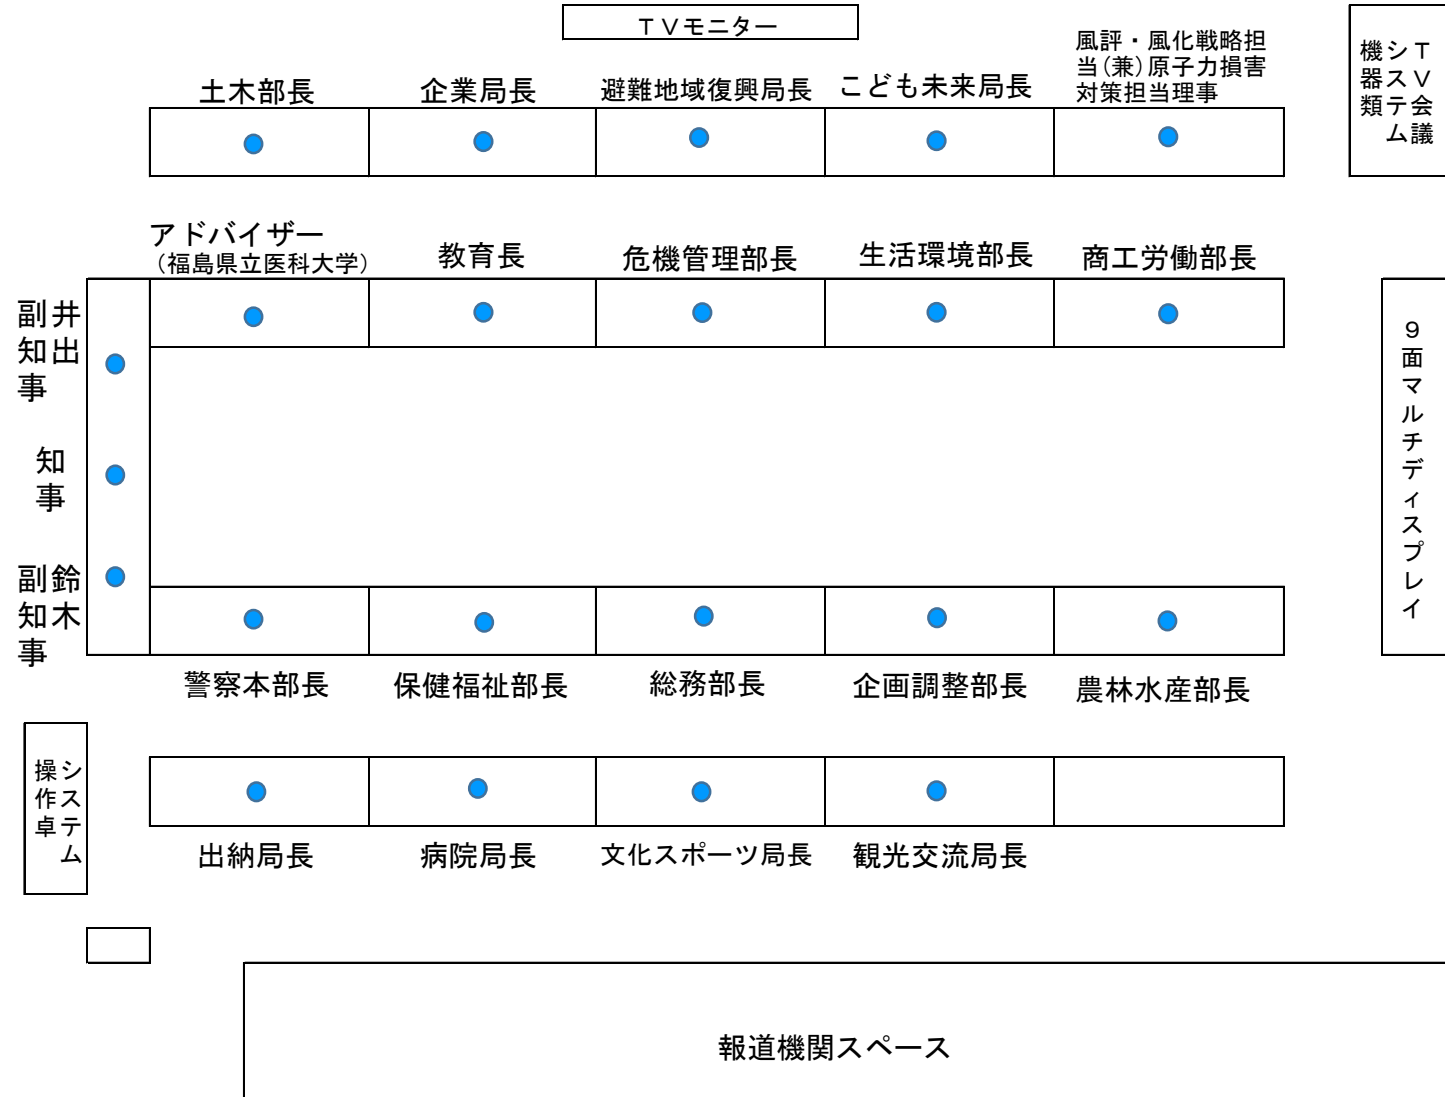 ＴＶモニター
風評・風化戦略担
当(兼)原子力損害
対策担当理事
土木部長
企業局長
避難地域復興局長
こども未来局長
ＴＶ会議
システム
機器類
アドバイザー
（福島県立医科大学）
教育長
危機管理部長
生活環境部長
商工労働部長
井出
副知事
知事
鈴木
副知事
９面マルチディスプレイ
警察本部長
保健福祉部長
総務部長
企画調整部長
農林水産部長
システム
操作卓
出納局長
病院局長
文化スポーツ局長
観光交流局長
報道機関スペース